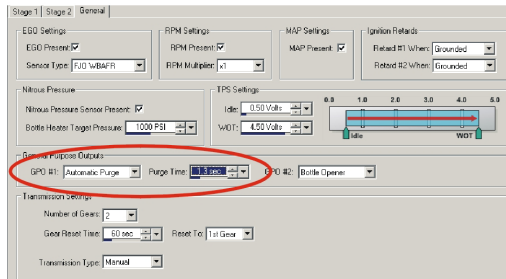 Stage 1 Stage 2 General
EGO Settings
EGO Present:
Sensor Type: FJO WBAFR
RPM Settings
RPM Present:
RPM Multiplier: x1
MAP Settings
MAP Present:
Ignition Retards
Retard #1 When: Grounded
Retard #2 When: Grounded
Nitrous Pressure
Nitrous Pressure Sensor Present:
Bottle Heater Target Pressure: 1000 PSI
TPS Settings
Idle: 0.50 Volts
WOT: 4.50 Volts
0.0 1.0 2.0 3.0 4.0 5.0
Idle WOT
General Purpose Outputs
GPO #1: Automatic Purge Purge Time: 1.3 sec GPO #2: Bottle Opener
Transmission Settings
Number of Gears: 2
Gear Reset Time: 60 sec Reset To: 1st Gear
Transmission Type: Manual